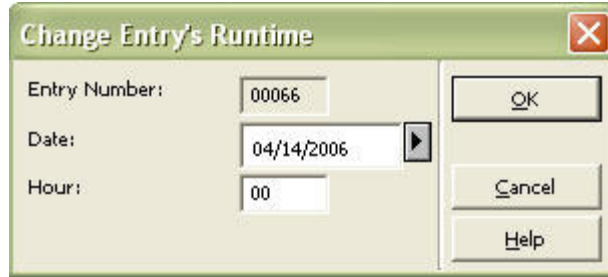 Change Entry's Runtime
Entry Number: 00066
OK
Date: 04/14/2006
Hour: 00
Cancel
Help